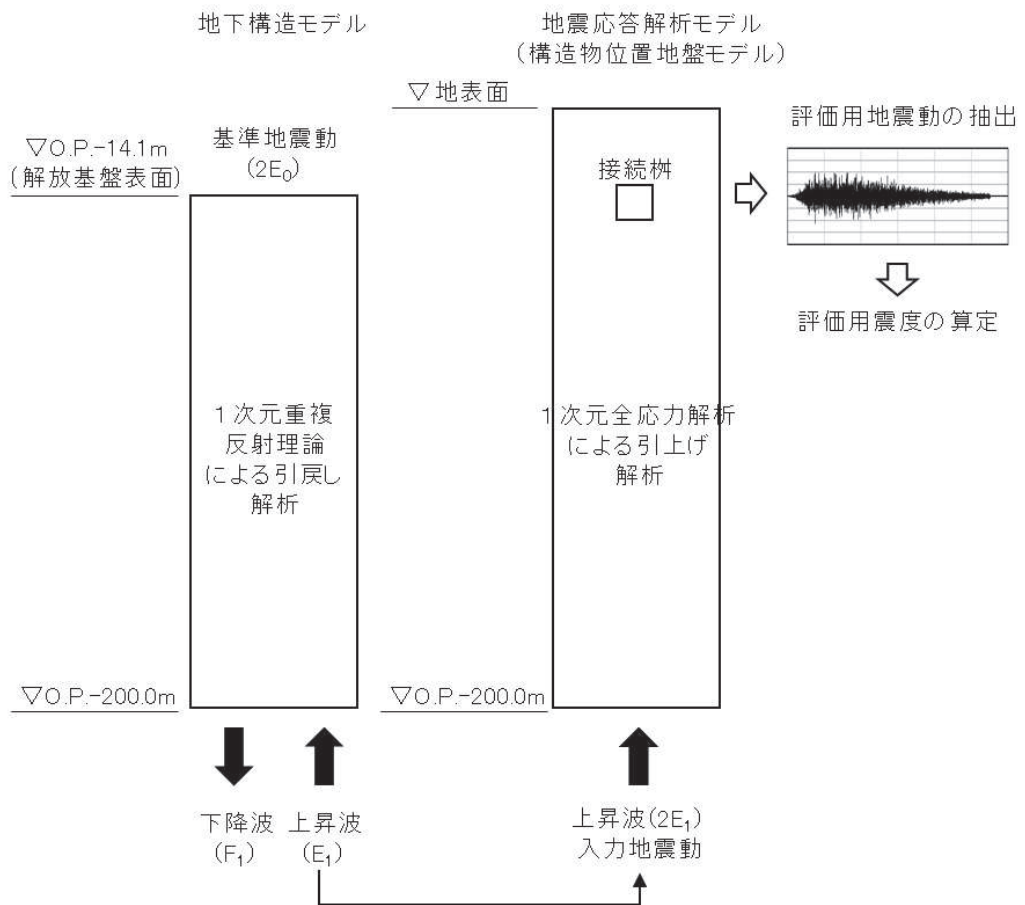 地下構造モデル
地震応答解析モデル
(構造物位置地盤モデル)
▽地表面
▽O.P.-14.1m
(解放基盤表面)
基準地震動
(2E₀)
接続桝
評価用地震動の抽出
評価用震度の算定
1次元重複
反射理論
による引戻し
解析
1次元全応力解析
による引上げ
解析
▽O.P.-200.0m
▽O.P.-200.0m
下降波
(F₁)
上昇波
(E₁)
上昇波(2E₁)
入力地震動